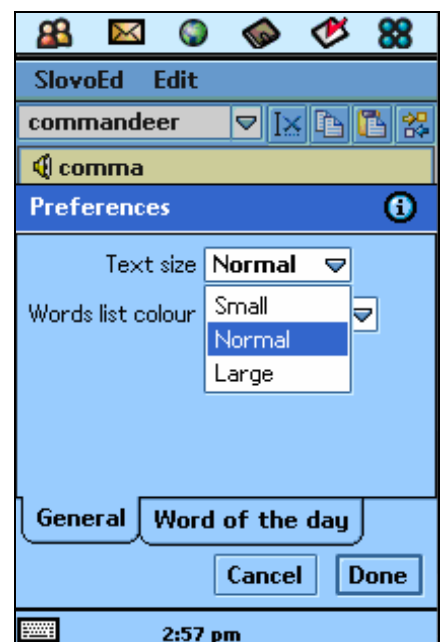 SlovoEd Edit
commandeer
comma
Preferences
Text size Normal
Words list colour
Small
Normal
Large
General Word of the day
Cancel Done
2:57 pm